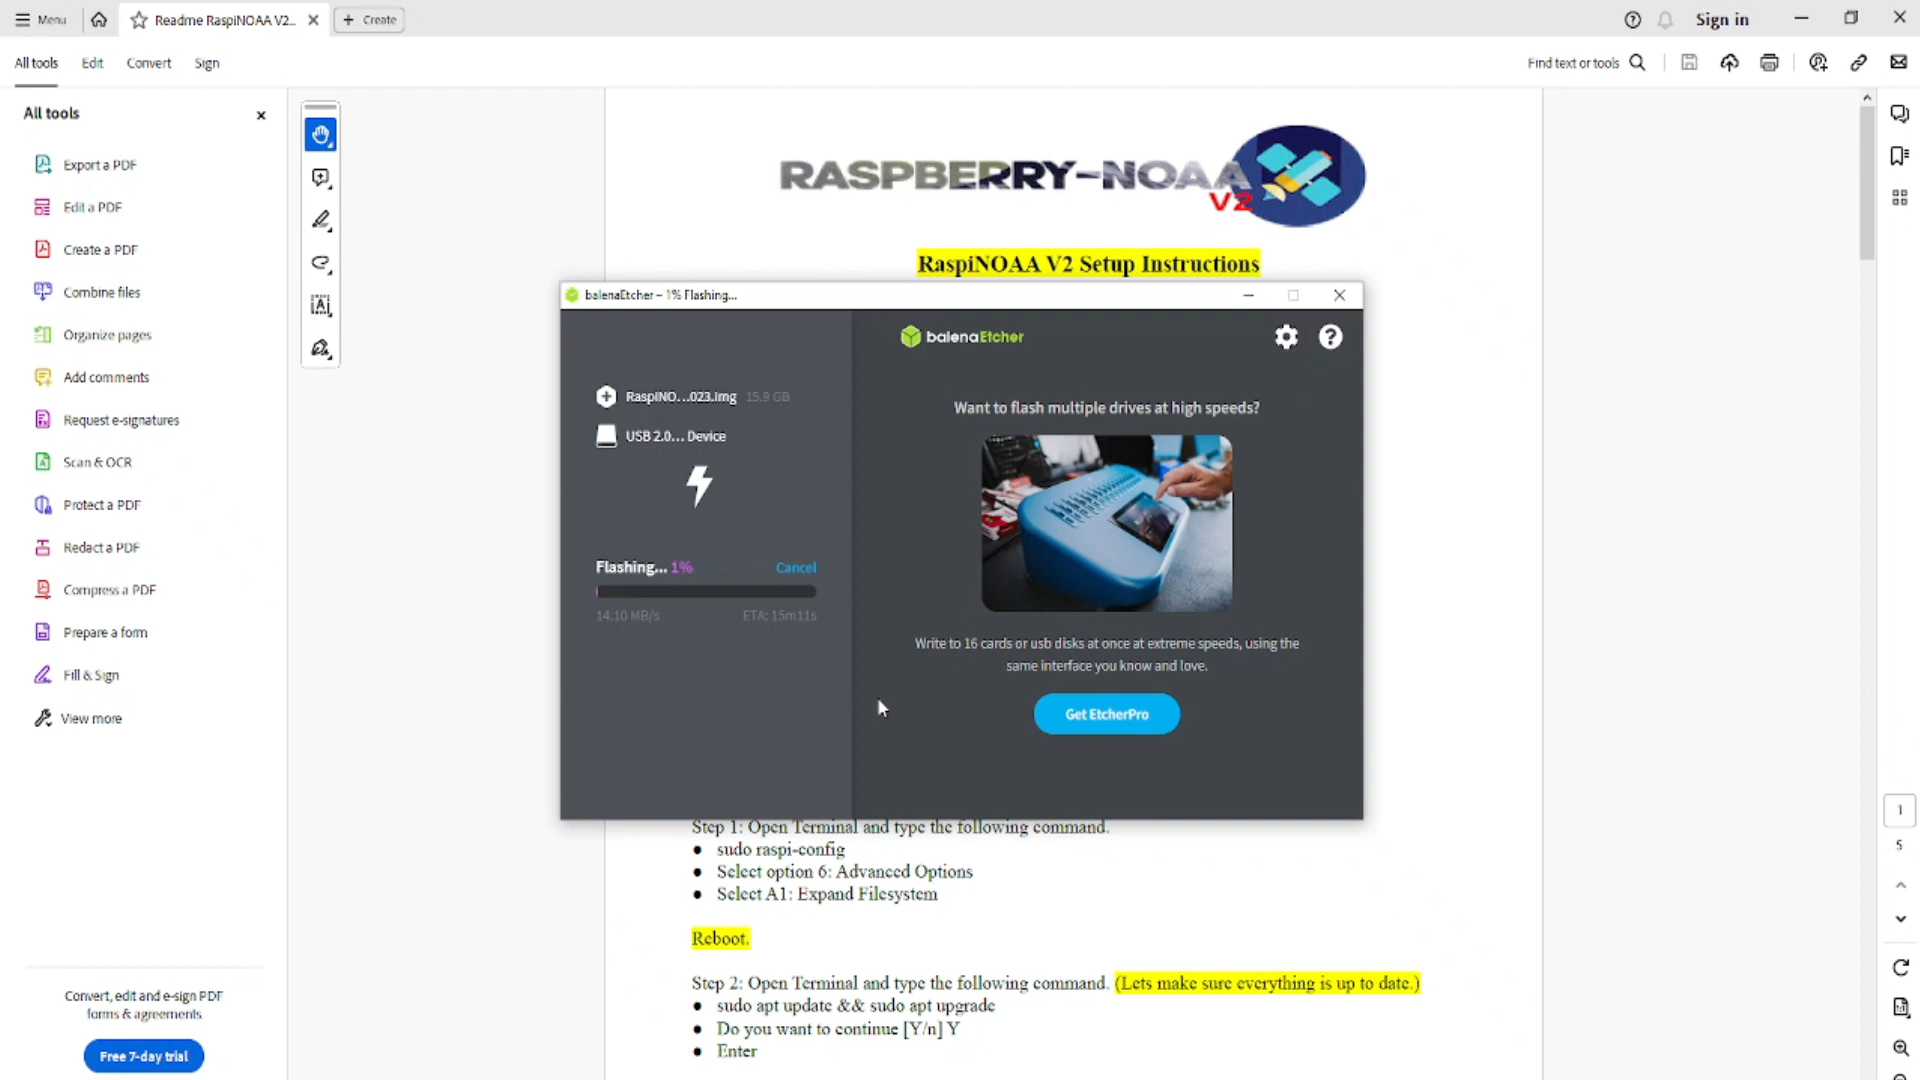 Menu
Readme RaspiNOAA V2...
Create
Sign in
All tools
Edit
Convert
Sign
Find text or tools
All tools
Export a PDF
Edit a PDF
Create a PDF
Combine files
Organize pages
Add comments
Request e-signatures
Scan & OCR
Protect a PDF
Redact a PDF
Compress a PDF
Prepare a form
Fill & Sign
View more
Convert, edit and e-sign PDF
forms & agreements
Free 7-day trial
RASPBERRY-NOAA
V2
RaspiNOAA V2 Setup Instructions
balenaEtcher – 1% Flashing...
balenaEtcher
RaspiNO...023.img 15.9 GB
USB 2.0... Device
Flashing... 1%
Cancel
14.10 MB/s
ETA: 15m11s
Want to flash multiple drives at high speeds?
Write to 16 cards or usb disks at once at extreme speeds, using the
same interface you know and love.
Get EtcherPro
Step 1: Open Terminal and type the following command.
● sudo raspi-config
● Select option 6: Advanced Options
● Select A1: Expand Filesystem
Reboot.
Step 2: Open Terminal and type the following command. (Lets make sure everything is up to date.)
● sudo apt update && sudo apt upgrade
● Do you want to continue [Y/n] Y
● Enter
1
5